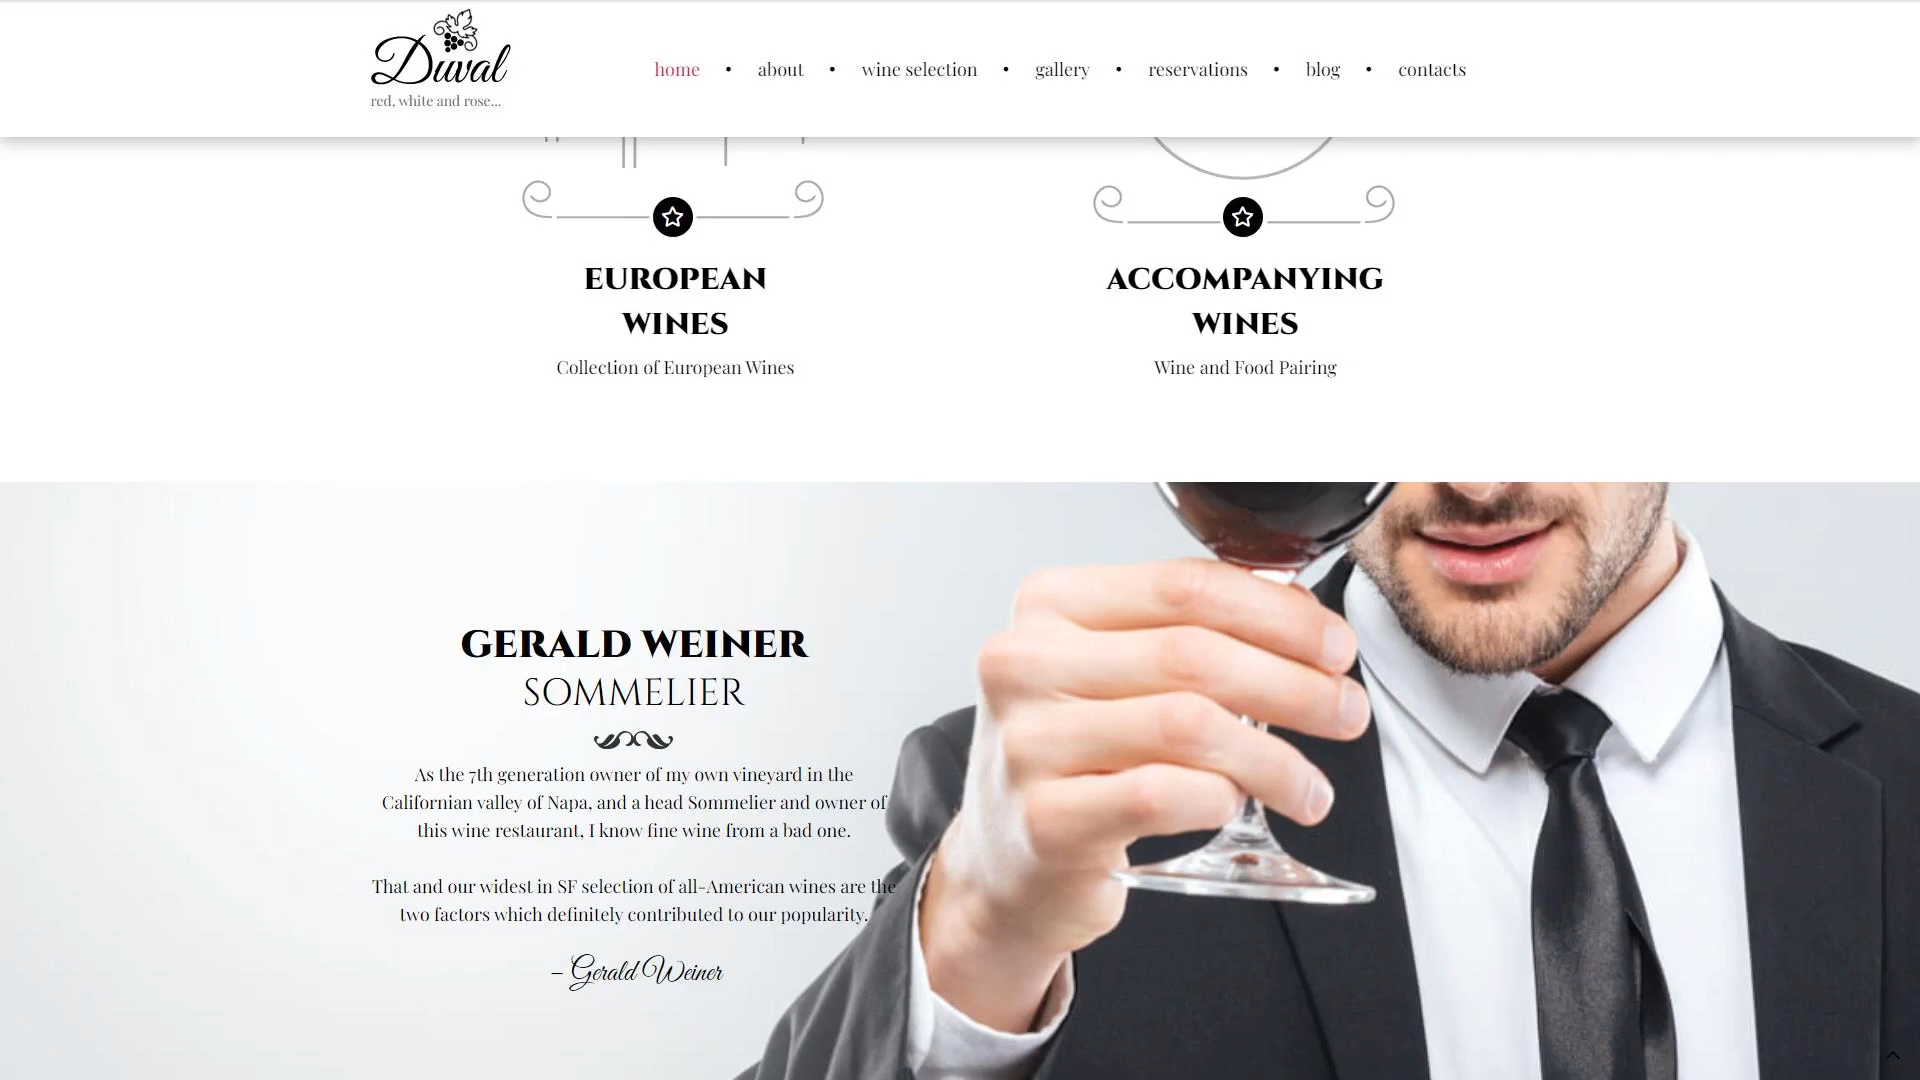 Duval
red, white and rose...
home • about • wine selection • gallery • reservations • blog • contacts
EUROPEAN
WINES
Collection of European Wines
ACCOMPANYING
WINES
Wine and Food Pairing
GERALD WEINER
SOMMELIER
As the 7th generation owner of my own vineyard in the
Californian valley of Napa, and a head Sommelier and owner of
this wine restaurant, I know fine wine from a bad one.
That and our widest in SF selection of all-American wines are the
two factors which definitely contributed to our popularity.
– Gerald Weiner